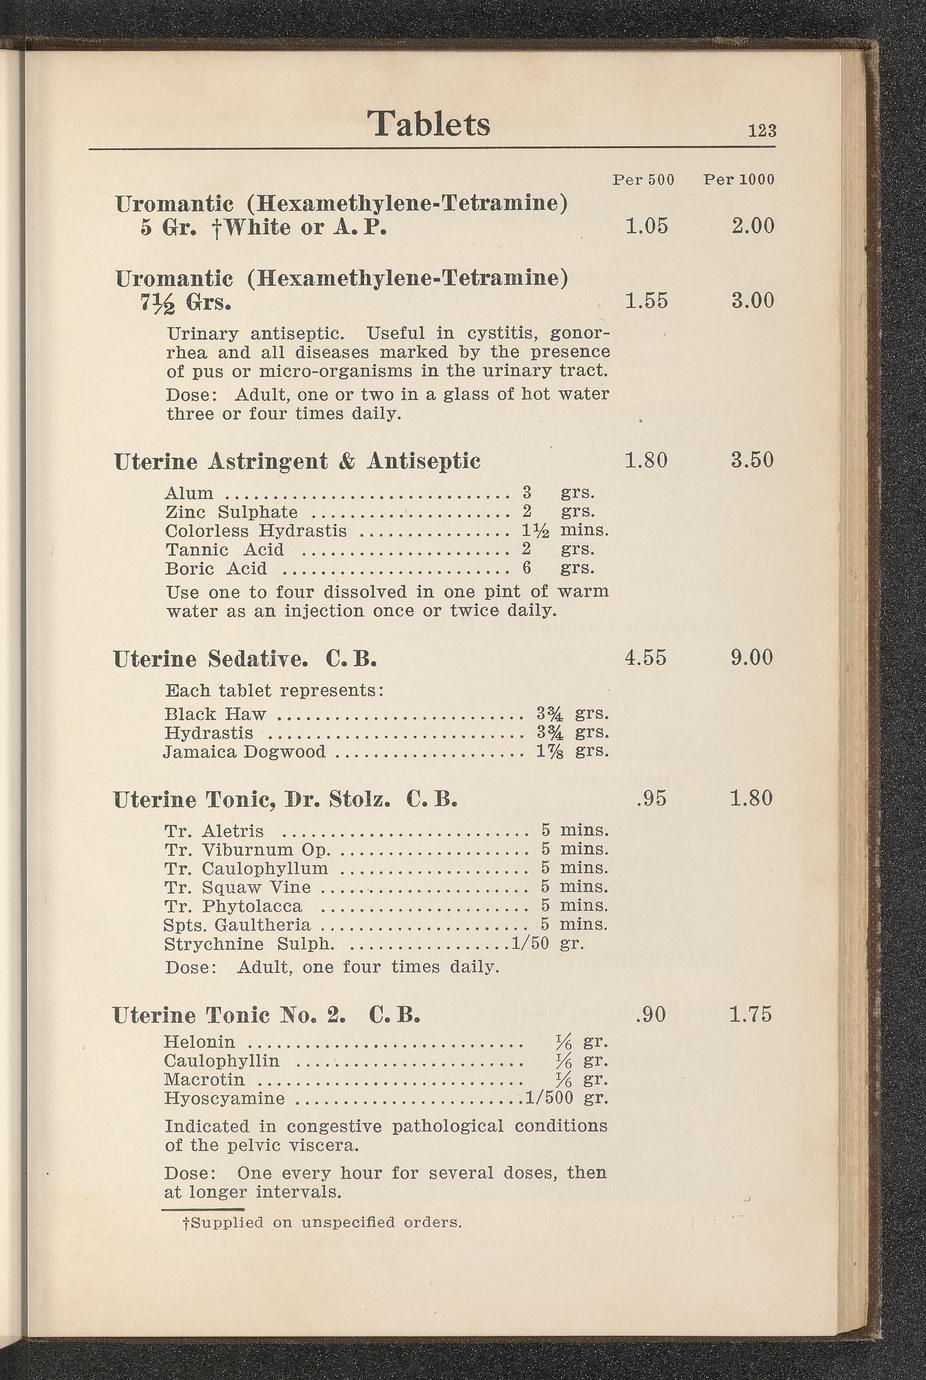 Tablets 123
Per 500 Per 1000
Uromantic (Hexamethylene-Tetramine)
5 Gr. †White or A. P. 1.05 2.00
Uromantic (Hexamethylene-Tetramine)
7½ Grs. 1.55 3.00
Urinary antiseptic. Useful in cystitis, gonor-
rhea and all diseases marked by the presence
of pus or micro-organisms in the urinary tract.
Dose: Adult, one or two in a glass of hot water
three or four times daily.
Uterine Astringent & Antiseptic 1.80 3.50
Alum .............................. 3 grs.
Zinc Sulphate ..................... 2 grs.
Colorless Hydrastis ................ 1½ mins.
Tannic Acid ...................... 2 grs.
Boric Acid ........................ 6 grs.
Use one to four dissolved in one pint of warm
water as an injection once or twice daily.
Uterine Sedative. C. B. 4.55 9.00
Each tablet represents:
Black Haw .......................... 3¾ grs.
Hydrastis ........................... 3¾ grs.
Jamaica Dogwood .................... 1⅞ grs.
Uterine Tonic, Dr. Stolz. C. B. .95 1.80
Tr. Aletris .......................... 5 mins.
Tr. Viburnum Op. .................... 5 mins.
Tr. Caulophyllum .................... 5 mins.
Tr. Squaw Vine ...................... 5 mins.
Tr. Phytolacca ...................... 5 mins.
Spts. Gaultheria ...................... 5 mins.
Strychnine Sulph. .................1/50 gr.
Dose: Adult, one four times daily.
Uterine Tonic No. 2. C. B. .90 1.75
Helonin ............................. ⅙ gr.
Caulophyllin ........................ ⅙ gr.
Macrotin ............................ ⅙ gr.
Hyoscyamine ........................1/500 gr.
Indicated in congestive pathological conditions
of the pelvic viscera.
Dose: One every hour for several doses, then
at longer intervals.
†Supplied on unspecified orders.